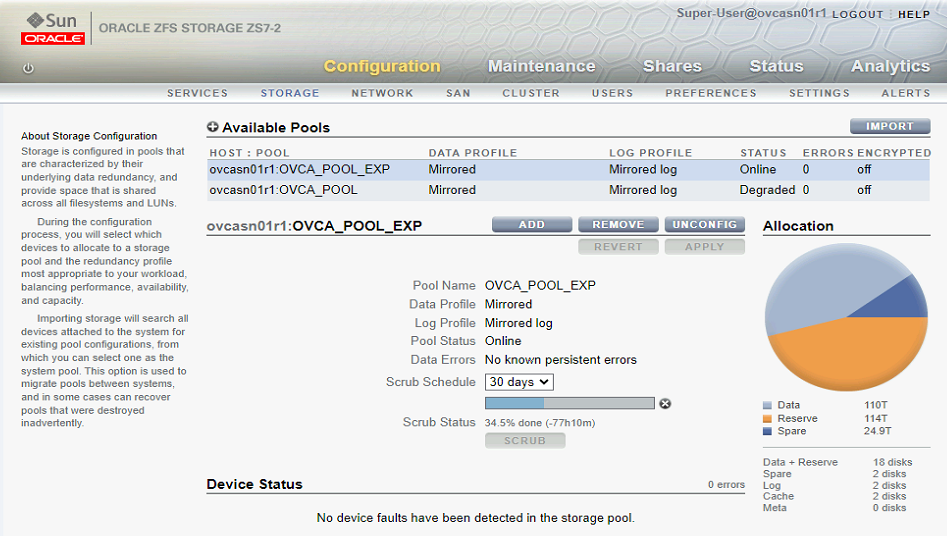 Sun
ORACLE
ORACLE ZFS STORAGE ZS7-2
Super-User@ovcasn01r1 LOGOUT HELP
Configuration Maintenance Shares Status Analytics
SERVICES STORAGE NETWORK SAN CLUSTER USERS PREFERENCES SETTINGS ALERTS
About Storage Configuration
Storage is configured in pools that
are characterized by their
underlying data redundancy, and
provide space that is shared
across all filesystems and LUNs.
During the configuration
process, you will select which
devices to allocate to a storage
pool and the redundancy profile
most appropriate to your workload,
balancing performance, availability,
and capacity.
Importing storage will search all
devices attached to the system for
existing pool configurations, from
which you can select one as the
system pool. This option is used to
migrate pools between systems,
and in some cases can recover
pools that were destroyed
inadvertently.
Available Pools IMPORT
HOST : POOL DATA PROFILE LOG PROFILE STATUS ERRORS ENCRYPTED
ovcasn01r1:OVCA_POOL_EXP Mirrored Mirrored log Online 0 off
ovcasn01r1:OVCA_POOL Mirrored Mirrored log Degraded 0 off
ovcasn01r1:OVCA_POOL_EXP ADD REMOVE UNCONFIG
REVERT APPLY
Pool Name OVCA_POOL_EXP
Data Profile Mirrored
Log Profile Mirrored log
Pool Status Online
Data Errors No known persistent errors
Scrub Schedule 30 days
Scrub Status 34.5% done (-77h10m)
SCRUB
Device Status 0 errors
No device faults have been detected in the storage pool.
Allocation
Data 110T
Reserve 114T
Spare 24.9T
Data + Reserve 18 disks
Spare 2 disks
Log 2 disks
Cache 2 disks
Meta 0 disks